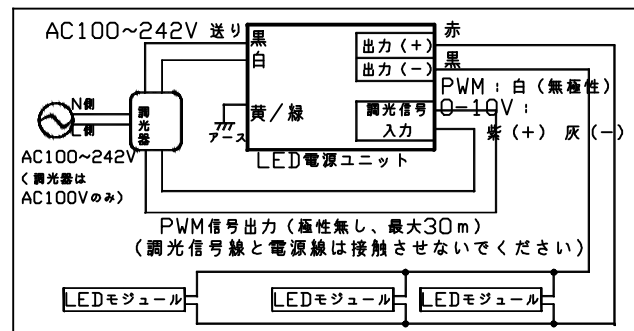 AC100~242V 送り
黒
白
黄/緑
アース
出力(+)
出力(-)
調光信号
入力
LED電源ユニット
赤
黒
PWM:白(無極性)
0-10V:
紫(+) 灰(-)
N側
L側
調光器
AC100~242V
(調光器は
AC100Vのみ)
PWM信号出力(極性無し、最大30m)
(調光信号線と電源線は接触させないでください)
LEDモジュール
LEDモジュール
LEDモジュール